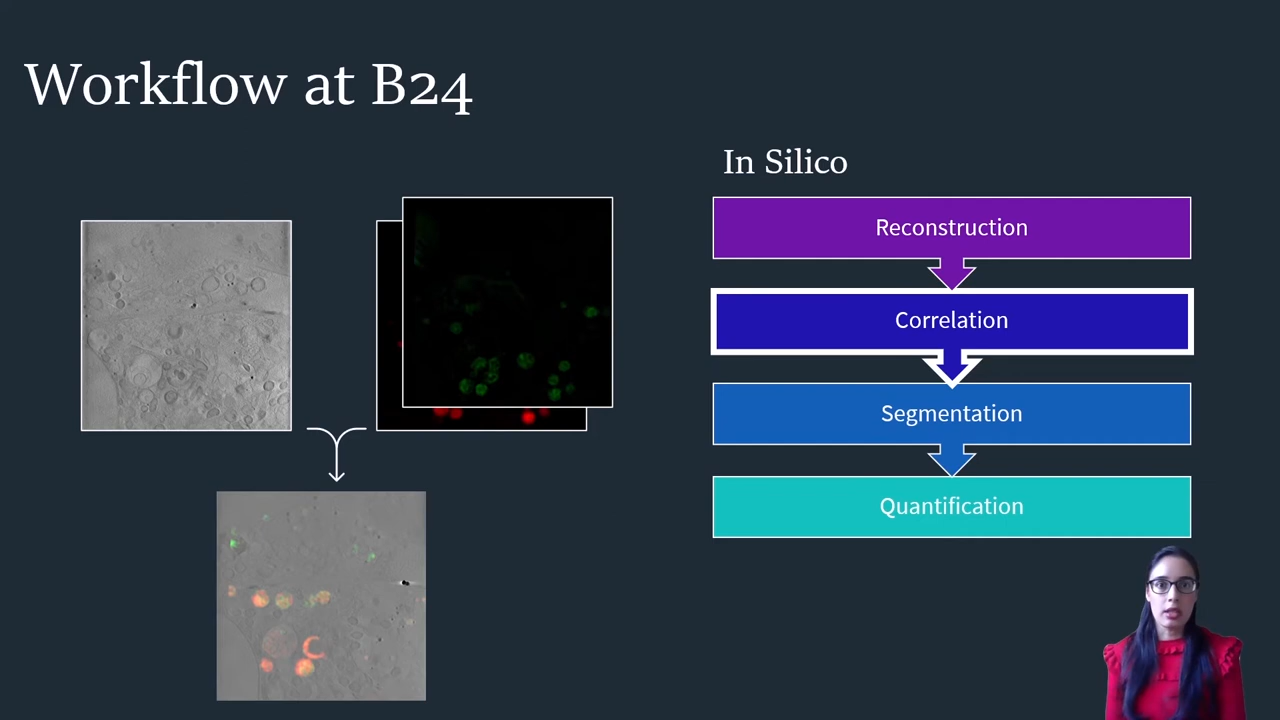 Workflow at B24
In Silico
Reconstruction
Correlation
Segmentation
Quantification